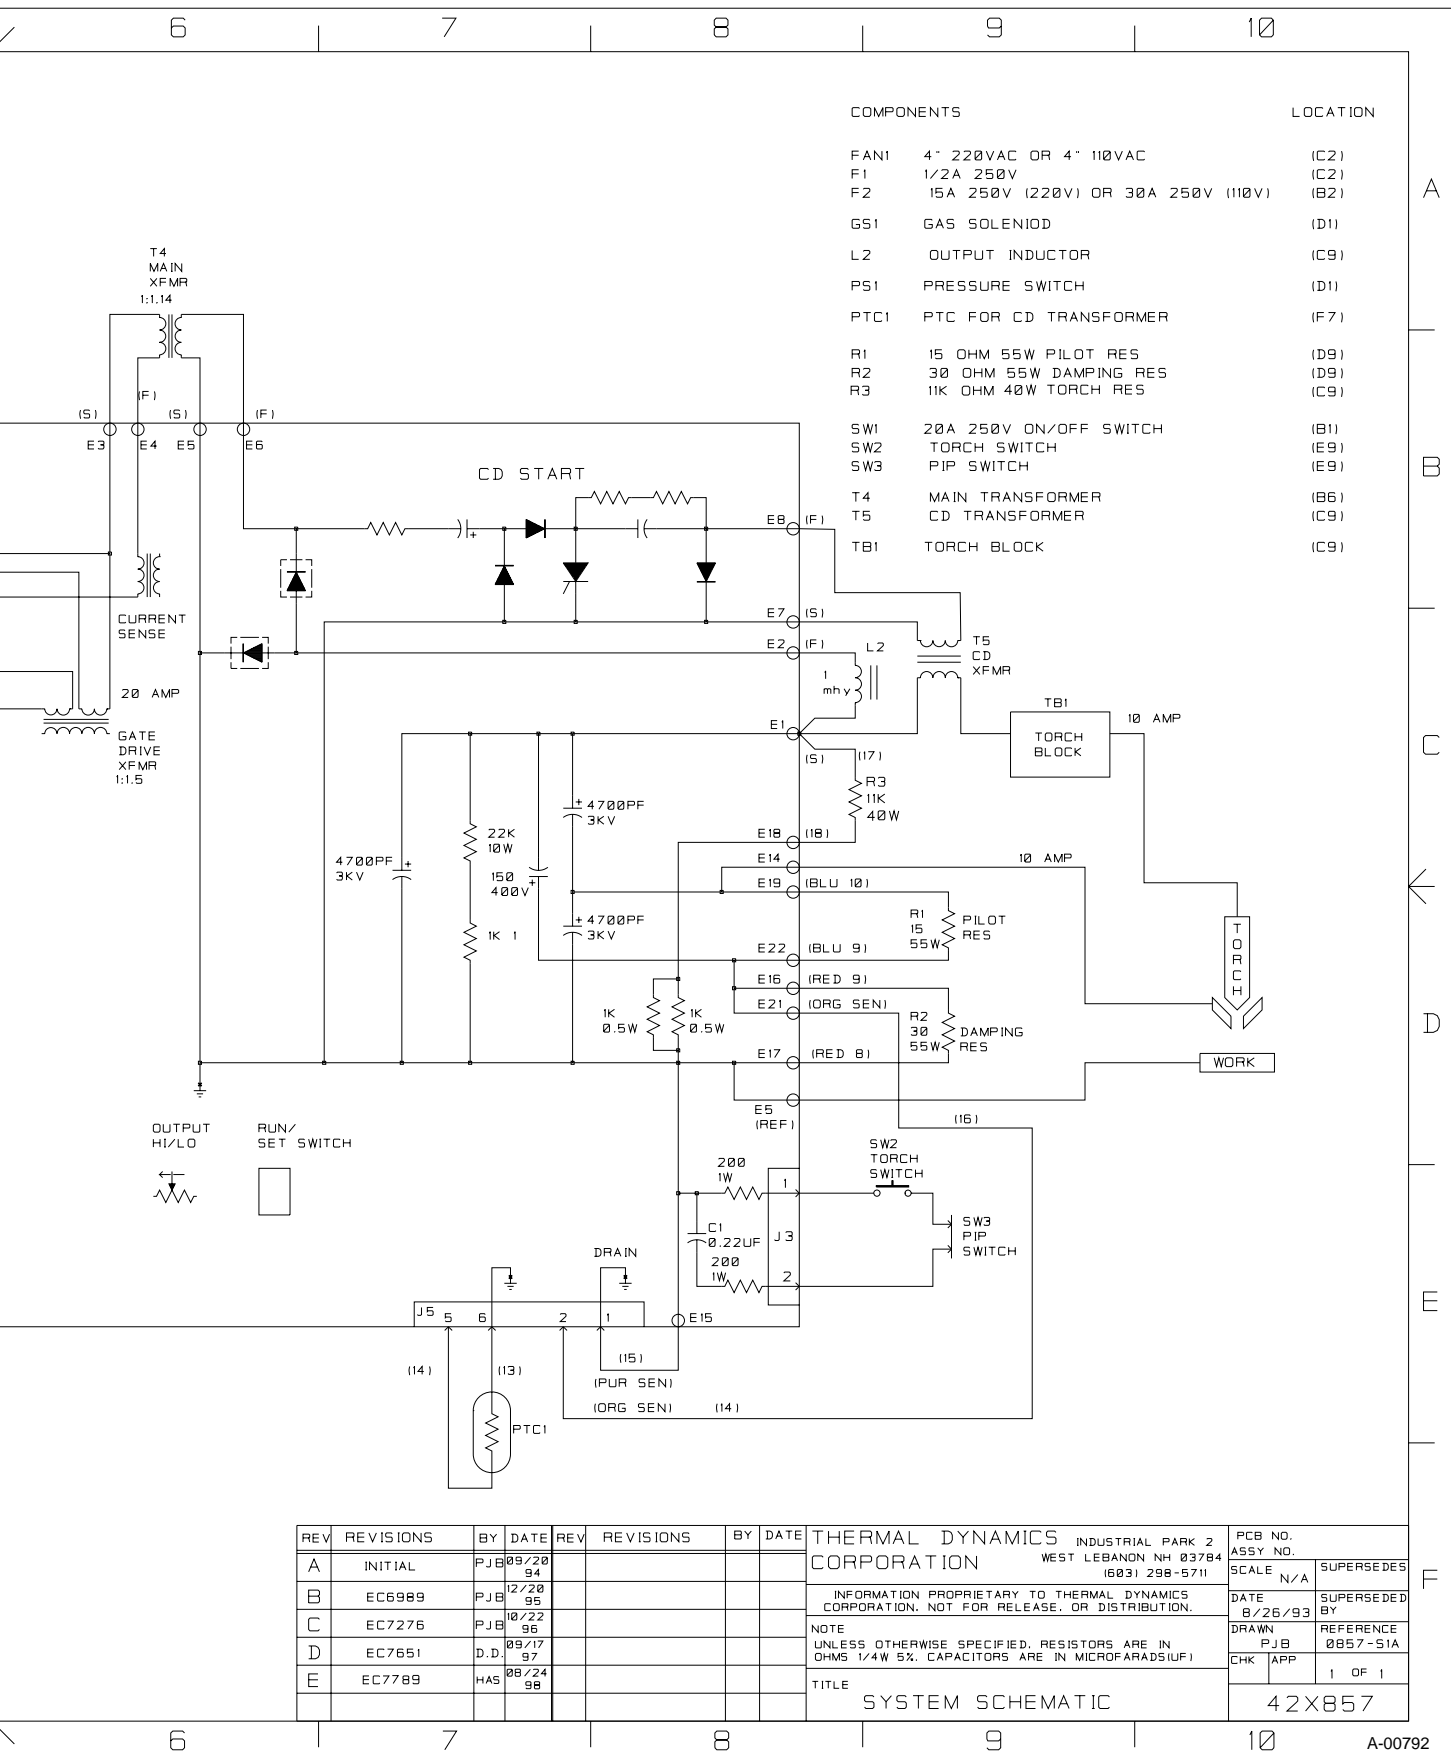 6 7 8 9 10
COMPONENTS LOCATION
FAN1 4" 220VAC OR 4" 110VAC (C2)
F1 1/2A 250V (C2)
F2 15A 250V (220V) OR 30A 250V (110V) (B2)
A
GS1 GAS SOLENIOD (D1)
L2 OUTPUT INDUCTOR (C9)
PS1 PRESSURE SWITCH (D1)
PTC1 PTC FOR CD TRANSFORMER (F7)
R1 15 OHM 55W PILOT RES (D9)
R2 30 OHM 55W DAMPING RES (D9)
R3 11K OHM 40W TORCH RES (C9)
SW1 20A 250V ON/OFF SWITCH (B1)
SW2 TORCH SWITCH (E9)
SW3 PIP SWITCH (E9)
B
T4 MAIN TRANSFORMER (B6)
T5 CD TRANSFORMER (C9)
TB1 TORCH BLOCK (C9)
T4
MAIN
XFMR
1:1.14
(F)
(S) (S) (F)
E3 E4 E5 E6
CD START
E8 (F)
CURRENT
SENSE
E7 (S)
E2 (F)
L2
1
mhy
T5
CD
XFMR
20 AMP
GATE
DRIVE
XFMR
1:1.5
TB1
TORCH
BLOCK
10 AMP
E1
(S) (17)
C
R3
11K
40W
4700PF
3KV
22K
10W
4700PF
3KV
150
400V
E18 (18)
E14
10 AMP
E19 (BLU 10)
R1
15
55W
PILOT
RES
4700PF
3KV
1K 1
E22 (BLU 9)
E16 (RED 9)
E21 (ORG SEN)
TORCH
1K
0.5W
1K
0.5W
R2
30
55W
DAMPING
RES
D
E17 (RED 8)
WORK
E5
(REF)
(16)
OUTPUT
HI/LO
RUN/
SET SWITCH
SW2
TORCH
SWITCH
200
1W
1
C1
0.22UF
J3
SW3
PIP
SWITCH
200
1W
2
DRAIN
E
J5 5 6 2 1
E15
(14) (13) (15)
(PUR SEN)
(ORG SEN) (14)
PTC1
REV REVISIONS BY DATE REV REVISIONS BY DATE
A INITIAL PJB 09/20 94
B EC6989 PJB 12/20 95
C EC7276 PJB 10/22 96
D EC7651 D.D. 09/17 97
E EC7789 HAS 08/24 98
THERMAL DYNAMICS INDUSTRIAL PARK 2
CORPORATION WEST LEBANON NH 03784
(603) 298-5711
INFORMATION PROPRIETARY TO THERMAL DYNAMICS
CORPORATION. NOT FOR RELEASE, OR DISTRIBUTION.
NOTE
UNLESS OTHERWISE SPECIFIED, RESISTORS ARE IN
OHMS 1/4W 5%. CAPACITORS ARE IN MICROFARADS(UF)
TITLE
SYSTEM SCHEMATIC
PCB NO.
ASSY NO.
SCALE N/A SUPERSEDES
DATE 8/26/93 SUPERSEDED BY
DRAWN PJB REFERENCE 0857-S1A
CHK APP 1 OF 1
42X857
F
6 7 8 9 10
A-00792